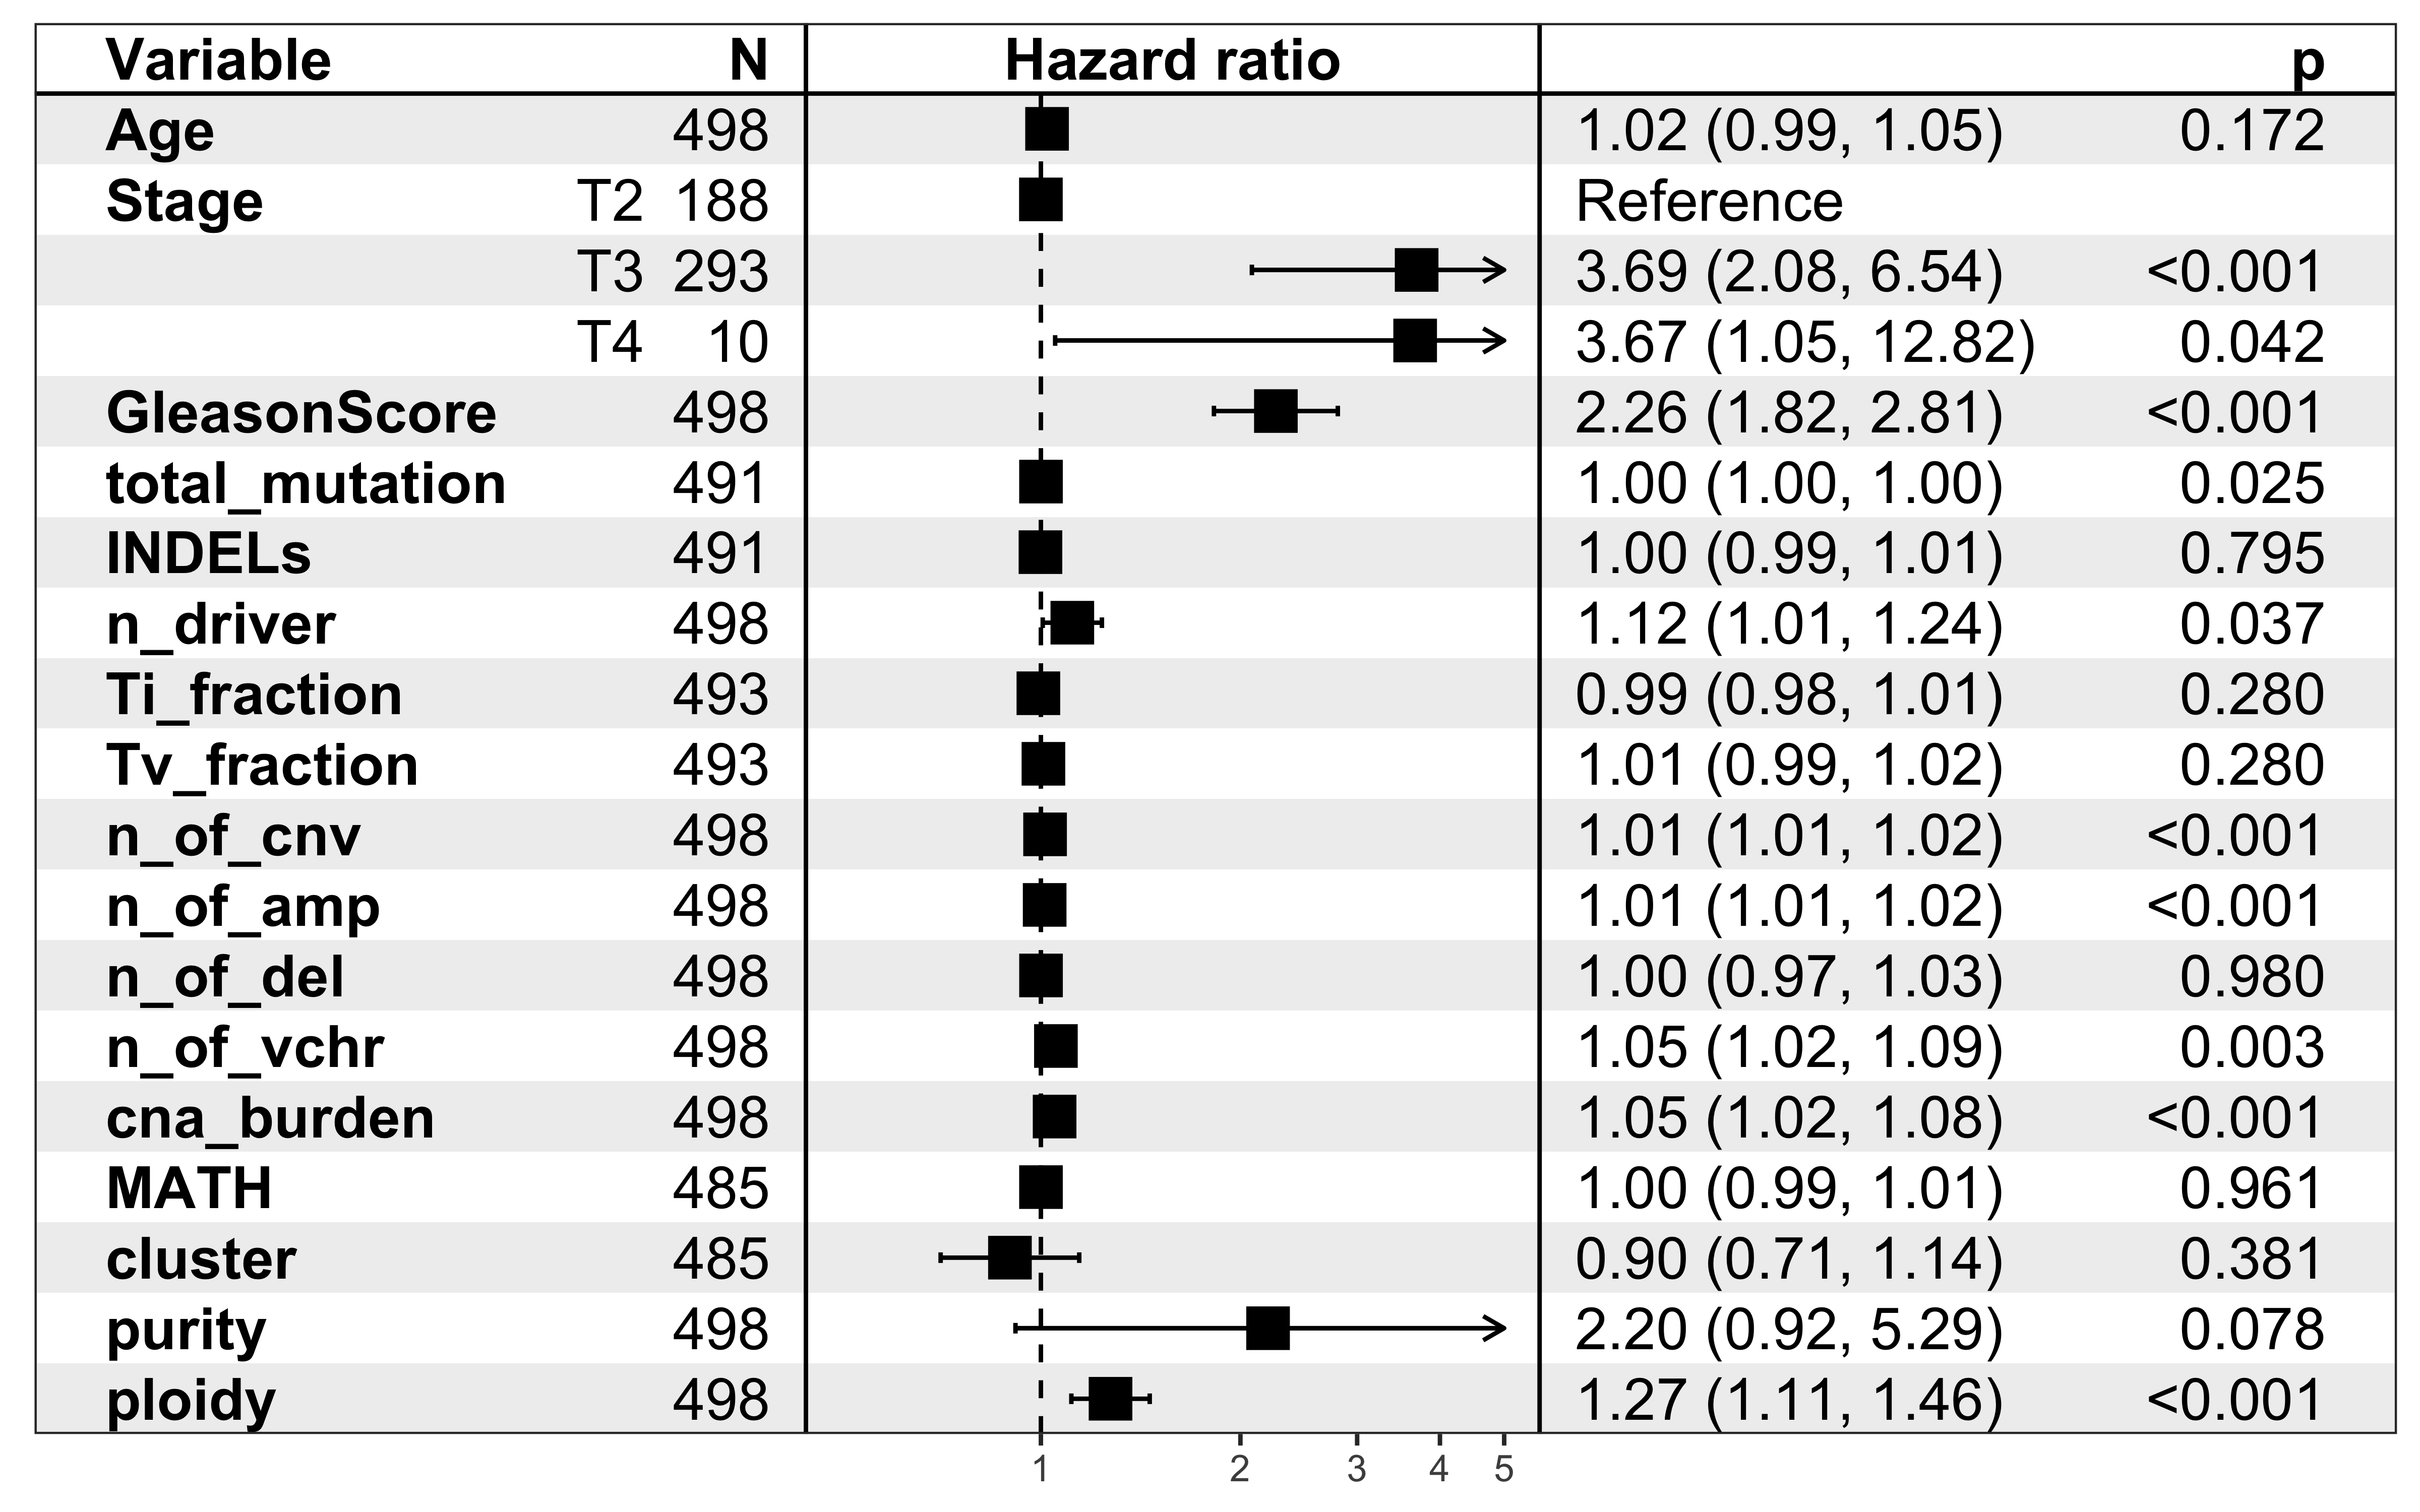 Variable N Hazard ratio p
Age 498 1.02 (0.99, 1.05) 0.172
Stage T2 188 Reference
T3 293 3.69 (2.08, 6.54) <0.001
T4 10 3.67 (1.05, 12.82) 0.042
GleasonScore 498 2.26 (1.82, 2.81) <0.001
total_mutation 491 1.00 (1.00, 1.00) 0.025
INDELs 491 1.00 (0.99, 1.01) 0.795
n_driver 498 1.12 (1.01, 1.24) 0.037
Ti_fraction 493 0.99 (0.98, 1.01) 0.280
Tv_fraction 493 1.01 (0.99, 1.02) 0.280
n_of_cnv 498 1.01 (1.01, 1.02) <0.001
n_of_amp 498 1.01 (1.01, 1.02) <0.001
n_of_del 498 1.00 (0.97, 1.03) 0.980
n_of_vchr 498 1.05 (1.02, 1.09) 0.003
cna_burden 498 1.05 (1.02, 1.08) <0.001
MATH 485 1.00 (0.99, 1.01) 0.961
cluster 485 0.90 (0.71, 1.14) 0.381
purity 498 2.20 (0.92, 5.29) 0.078
ploidy 498 1.27 (1.11, 1.46) <0.001
1 2 3 4 5